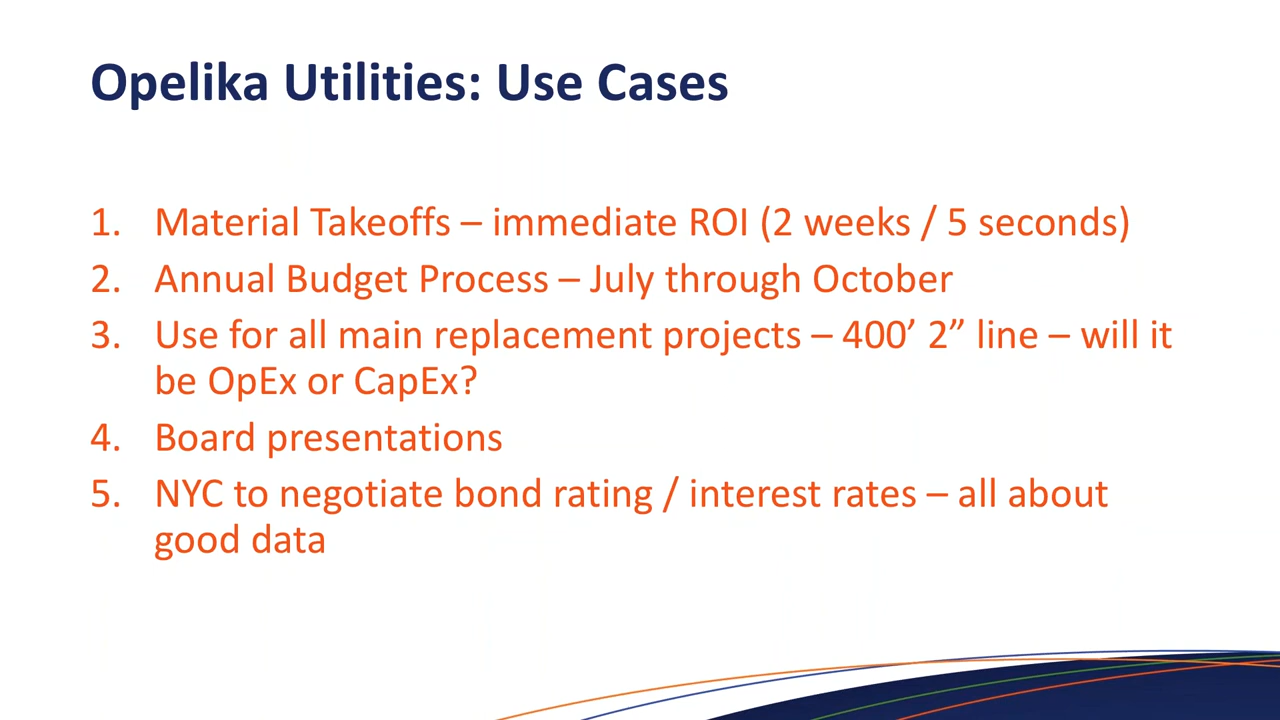 Opelika Utilities: Use Cases
1. Material Takeoffs – immediate ROI (2 weeks / 5 seconds)
2. Annual Budget Process – July through October
3. Use for all main replacement projects – 400’ 2” line – will it
be OpEx or CapEx?
4. Board presentations
5. NYC to negotiate bond rating / interest rates – all about
good data